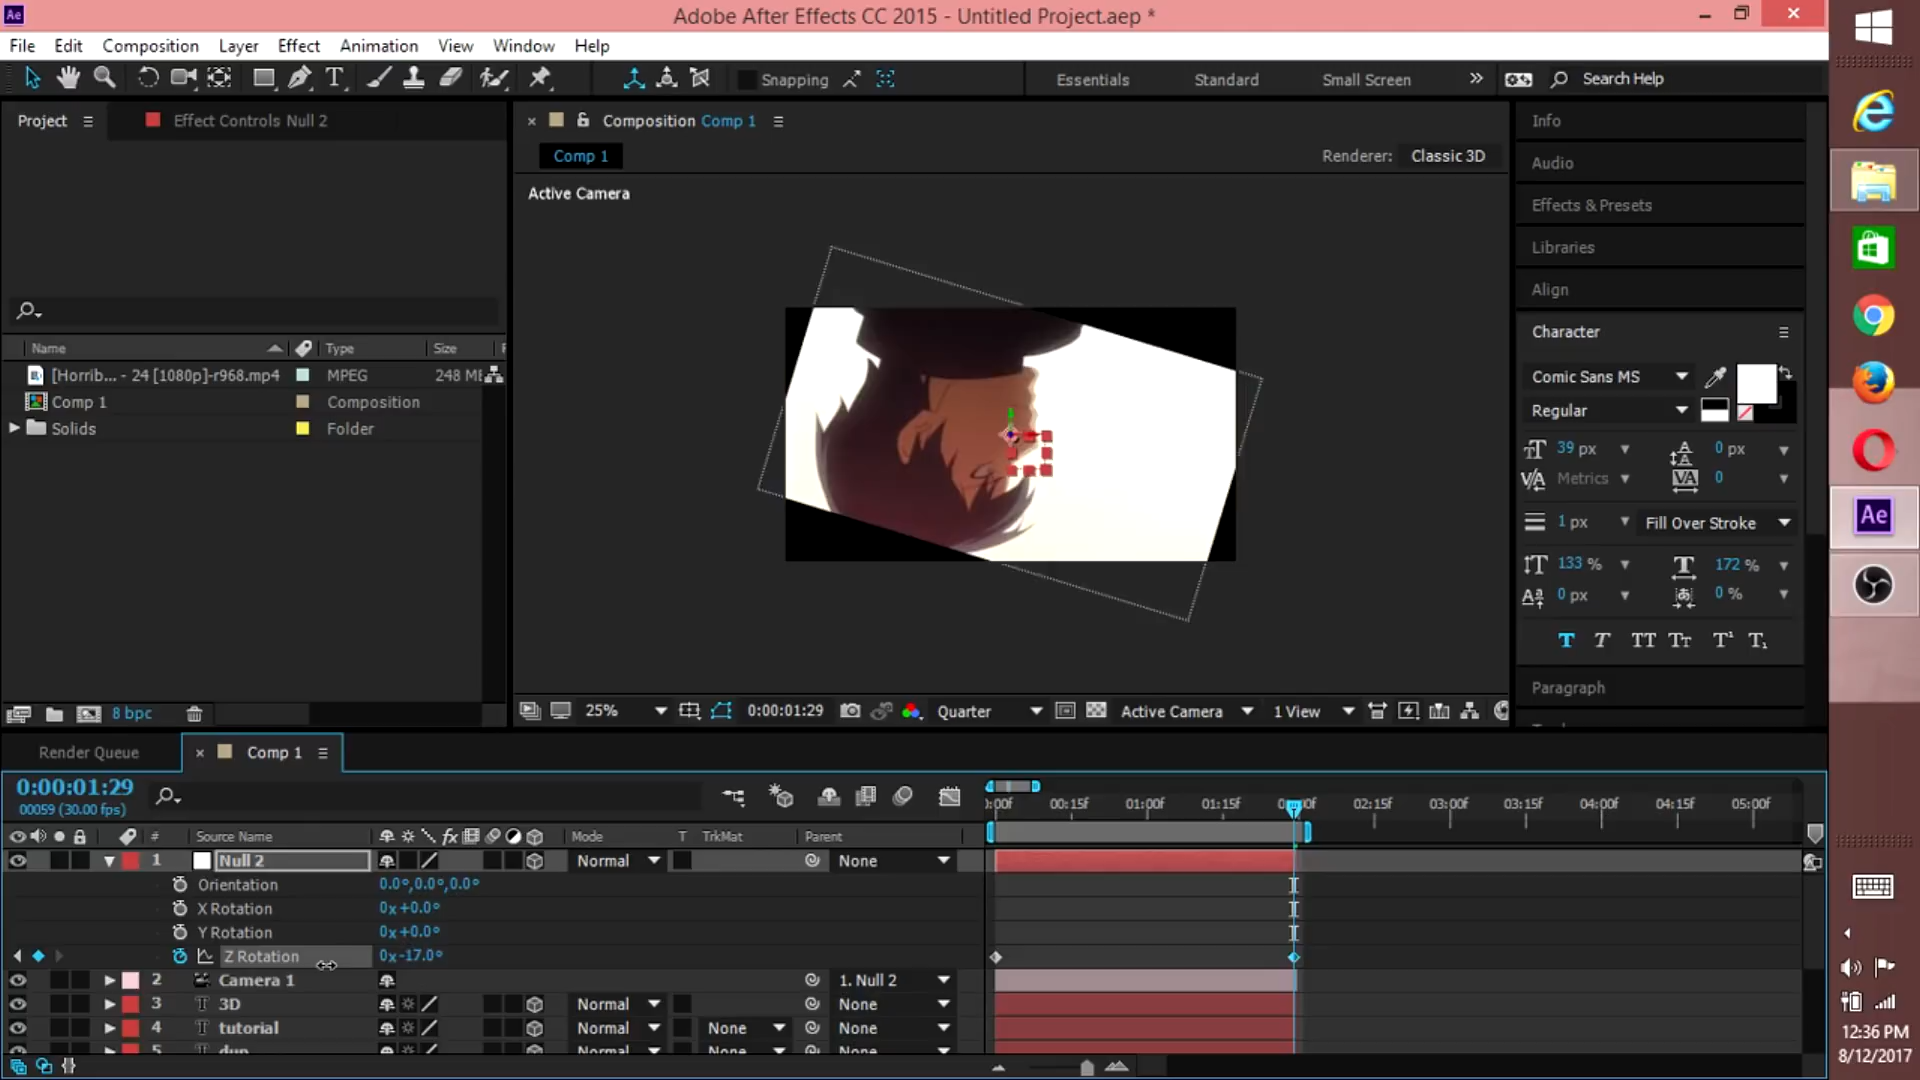 Ae
Adobe After Effects CC 2015 - Untitled Project.aep *
File Edit Composition Layer Effect Animation View Window Help
T Snapping Essentials Standard Small Screen Search Help
Project Effect Controls Null 2
Composition Comp 1
Comp 1
Renderer: Classic 3D
Active Camera
Name Type Size
[Horrib... - 24 [1080p]-r968.mp4 MPEG 248 ME
Comp 1 Composition
Solids Folder
8 bpc
25% 0:00:01:29 Quarter Active Camera 1 View
Info
Audio
Effects & Presets
Libraries
Align
Character
Comic Sans MS
Regular
39 px 0 px
Metrics 0
1 px Fill Over Stroke
133 % 172 %
0 px 0 %
T T TT Tt T¹ T₁
Paragraph
Render Queue Comp 1
0:00:01:29
00059 (30.00 fps)
):00f 00:15f 01:00f 01:15f 02:15f 03:00f 03:15f 04:00f 04:15f 05:00f
# Source Name fx Mode T TrkMat Parent
1 Null 2 Normal None
Orientation 0.0°,0.0°,0.0°
X Rotation 0x+0.0°
Y Rotation 0x+0.0°
Z Rotation 0x-17.0°
2 Camera 1 1. Null 2
3 T 3D Normal None
4 T tutorial Normal None None
Ae
12:36 PM
8/12/2017